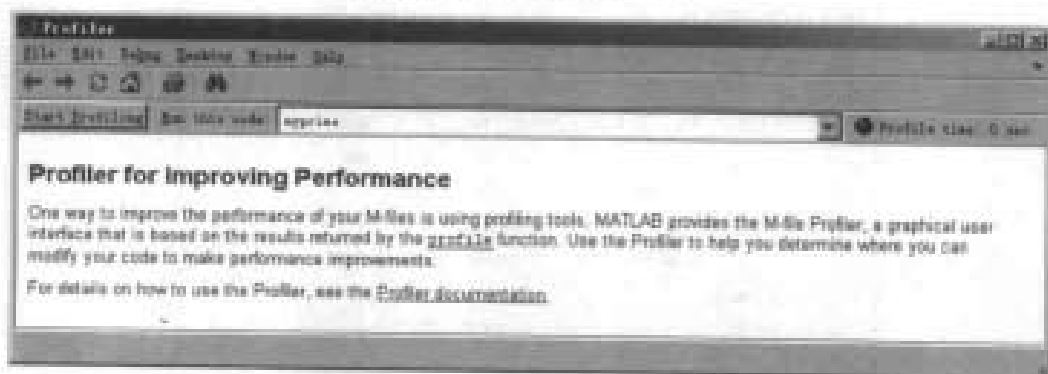 Profiler
File Edit Debug Desktop Window Help
Start Profiling Run this code:
Profile time: 0 sec
Profiler for Improving Performance
One way to improve the performance of your M-files is using profiling tools. MATLAB provides the M-file Profiler, a graphical user
interface that is based on the results returned by the profile function. Use the Profiler to help you determine where you can
modify your code to make performance improvements.
For details on how to use the Profiler, see the Profiler documentation.